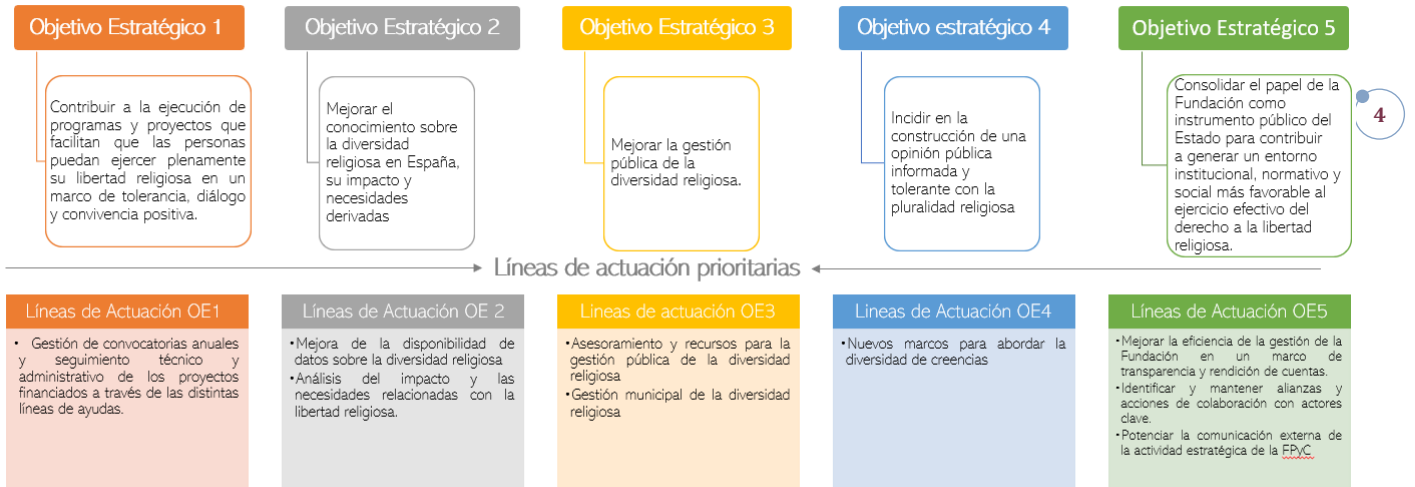 Objetivo Estratégico 1
Contribuir a la ejecución de
programas y proyectos que
facilitan que las personas
puedan ejercer plenamente
su libertad religiosa en un
marco de tolerancia, diálogo
y convivencia positiva.
Objetivo Estratégico 2
Mejorar el
conocimiento sobre
la diversidad
religiosa en España,
su impacto y
necesidades
derivadas
Objetivo Estratégico 3
Mejorar la gestión
pública de la
diversidad religiosa.
Objetivo estratégico 4
Incidir en la
construcción de una
opinión pública
informada y
tolerante con la
pluralidad religiosa
Objetivo Estratégico 5
Consolidar el papel de la
Fundación como
instrumento público del
Estado para contribuir
a generar un entorno
institucional, normativo y
social más favorable al
ejercicio efectivo del
derecho a la libertad
religiosa.
4
Líneas de actuación prioritarias
Líneas de Actuación OE1
• Gestión de convocatorias anuales
y seguimiento técnico y
administrativo de los proyectos
financiados a través de las distintas
líneas de ayudas.
Líneas de Actuación OE 2
•Mejora de la disponibilidad de
datos sobre la diversidad religiosa
•Análisis del impacto y las
necesidades relacionadas con la
libertad religiosa.
Lineas de actuación OE3
•Asesoramiento y recursos para la
gestión pública de la diversidad
religiosa
•Gestión municipal de la diversidad
religiosa
Lineas de Actuación OE4
•Nuevos marcos para abordar la
diversidad de creencias
Líneas de Actuación OE5
•Mejorar la eficiencia de la gestión de la
Fundación en un marco de
transparencia y rendición de cuentas.
•Identificar y mantener alianzas y
acciones de colaboración con actores
clave.
•Potenciar la comunicación externa de
la actividad estratégica de la FPyC